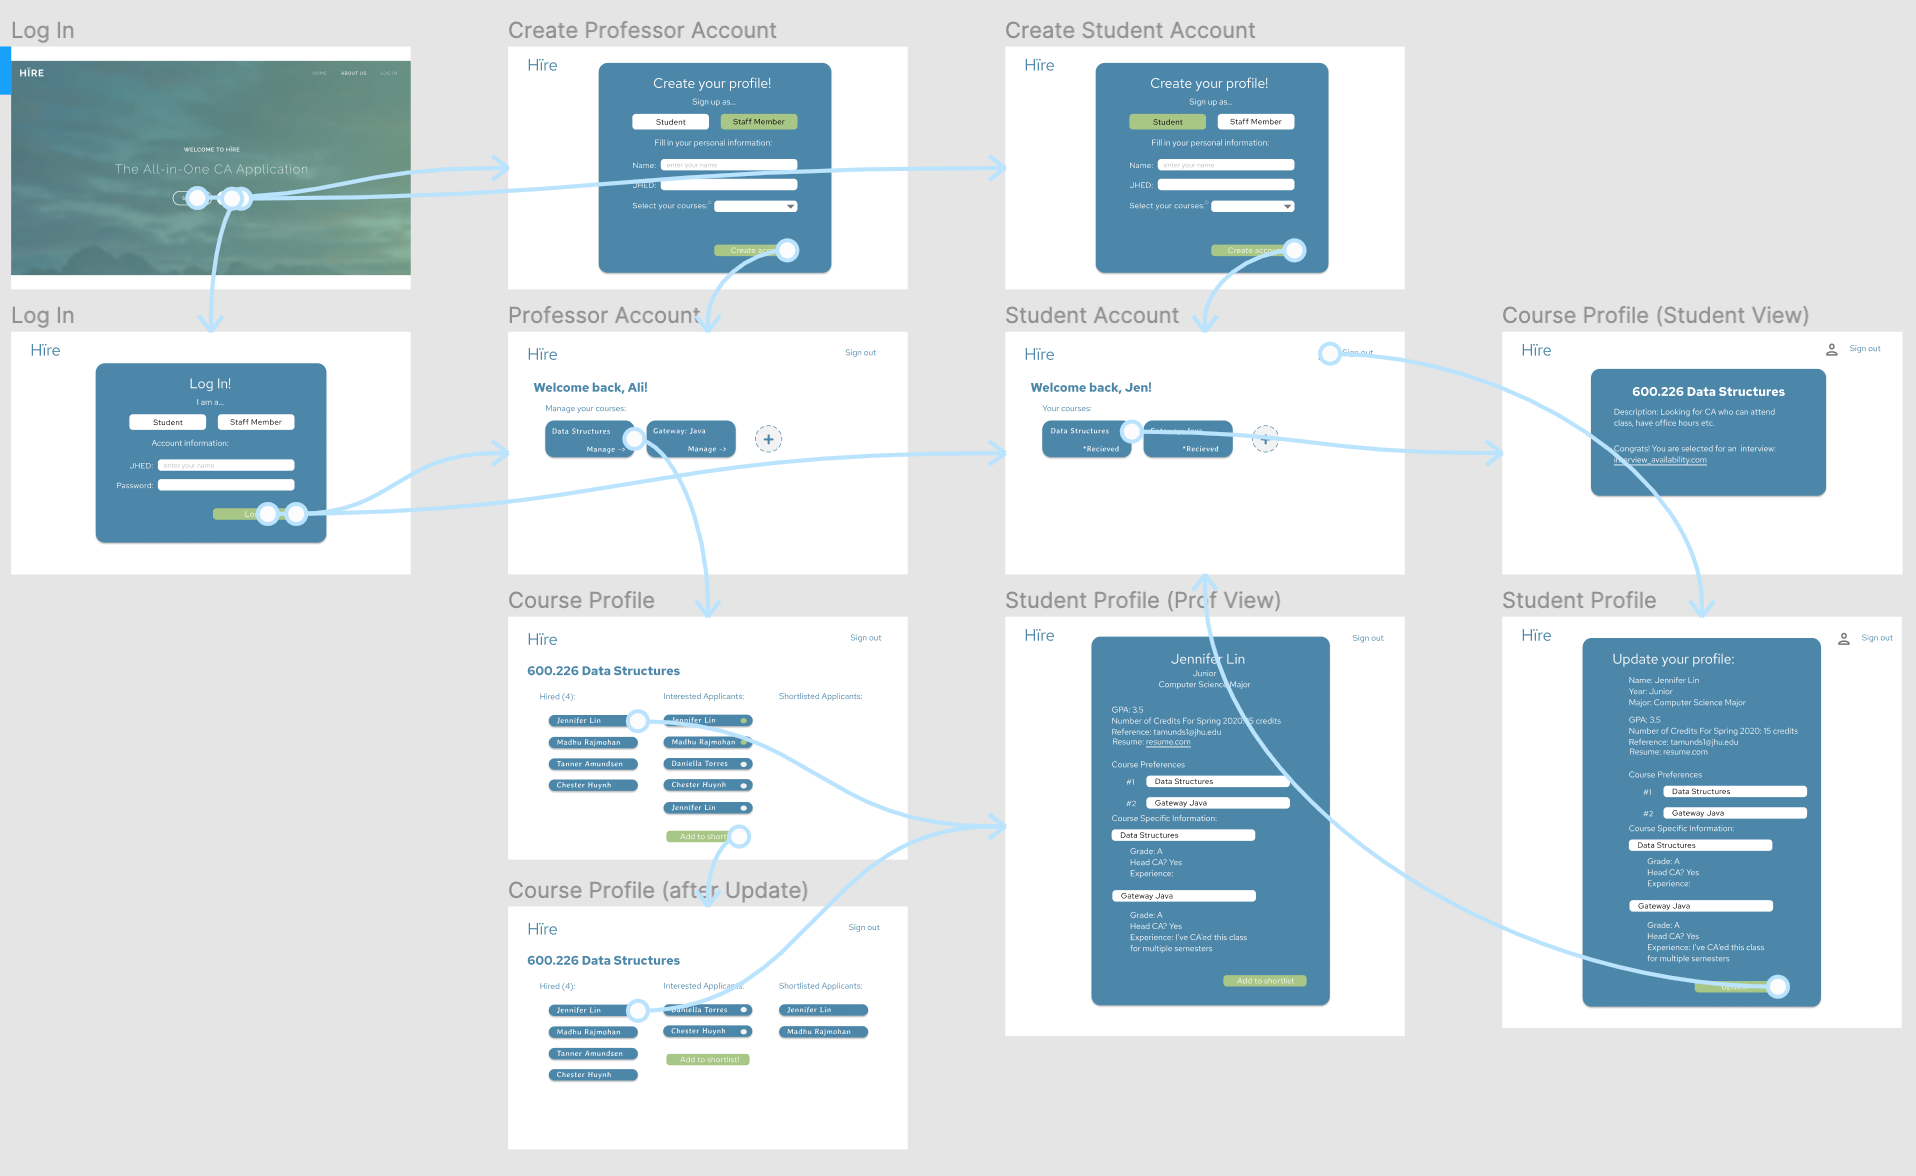 Log In
HÏRE
HOME ABOUT US LOG IN
WELCOME TO HÏRE
The All-in-One CA Application
Create Professor Account
Hïre
Create your profile!
Sign up as...
Student Staff Member
Fill in your personal information:
Name: enter your name
JHED:
Select your courses:
Create acc
Create Student Account
Hïre
Create your profile!
Sign up as...
Student Staff Member
Fill in your personal information:
Name: enter your name
JHED:
Select your courses:
Create accou
Log In
Hïre
Log In!
I am a...
Student Staff Member
Account information:
JHED: enter your name
Password:
Professor Account
Hïre
Sign out
Welcome back, Ali!
Manage your courses:
Data Structures
Manage ->
Gateway: Java
Manage ->
+
Student Account
Hïre
Sign out
Welcome back, Jen!
Your courses:
Data Structures
*Recieved
Gateway: Java
*Recieved
+
Course Profile (Student View)
Hïre
Sign out
600.226 Data Structures
Description: Looking for CA who can attend
class, have office hours etc.
Congrats! You are selected for an interview:
interview_availability.com
Course Profile
Hïre
Sign out
600.226 Data Structures
Hired (4):
Jennifer Lin
Madhu Rajmohan
Tanner Amundsen
Chester Huynh
Interested Applicants:
Jennifer Lin
Madhu Rajmohan
Daniella Torres
Chester Huynh
Jennifer Lin
Add to short
Shortlisted Applicants:
Student Profile (Prof View)
Hïre
Sign out
Jennifer Lin
Junior
Computer Science Major
GPA: 3.5
Number of Credits For Spring 2020: 15 credits
Reference: tamunds1@jhu.edu
Resume: resume.com
Course Preferences
#1 Data Structures
#2 Gateway Java
Course Specific Information:
Data Structures
Grade: A
Head CA? Yes
Experience:
Gateway Java
Grade: A
Head CA? Yes
Experience: I've CA'ed this class
for multiple semesters
Add to shortlist
Student Profile
Hïre
Sign out
Update your profile:
Name: Jennifer Lin
Year: Junior
Major: Computer Science Major
GPA: 3.5
Number of Credits For Spring 2020: 15 credits
Reference: tamunds1@jhu.edu
Resume: resume.com
Course Preferences
#1 Data Structures
#2 Gateway Java
Course Specific Information:
Data Structures
Grade: A
Head CA? Yes
Experience:
Gateway Java
Grade: A
Head CA? Yes
Experience: I've CA'ed this class
for multiple semesters
Update
Course Profile (after Update)
Hïre
Sign out
600.226 Data Structures
Hired (4):
Jennifer Lin
Madhu Rajmohan
Tanner Amundsen
Chester Huynh
Interested Applicants:
Daniella Torres
Chester Huynh
Add to shortlist!
Shortlisted Applicants:
Jennifer Lin
Madhu Rajmohan